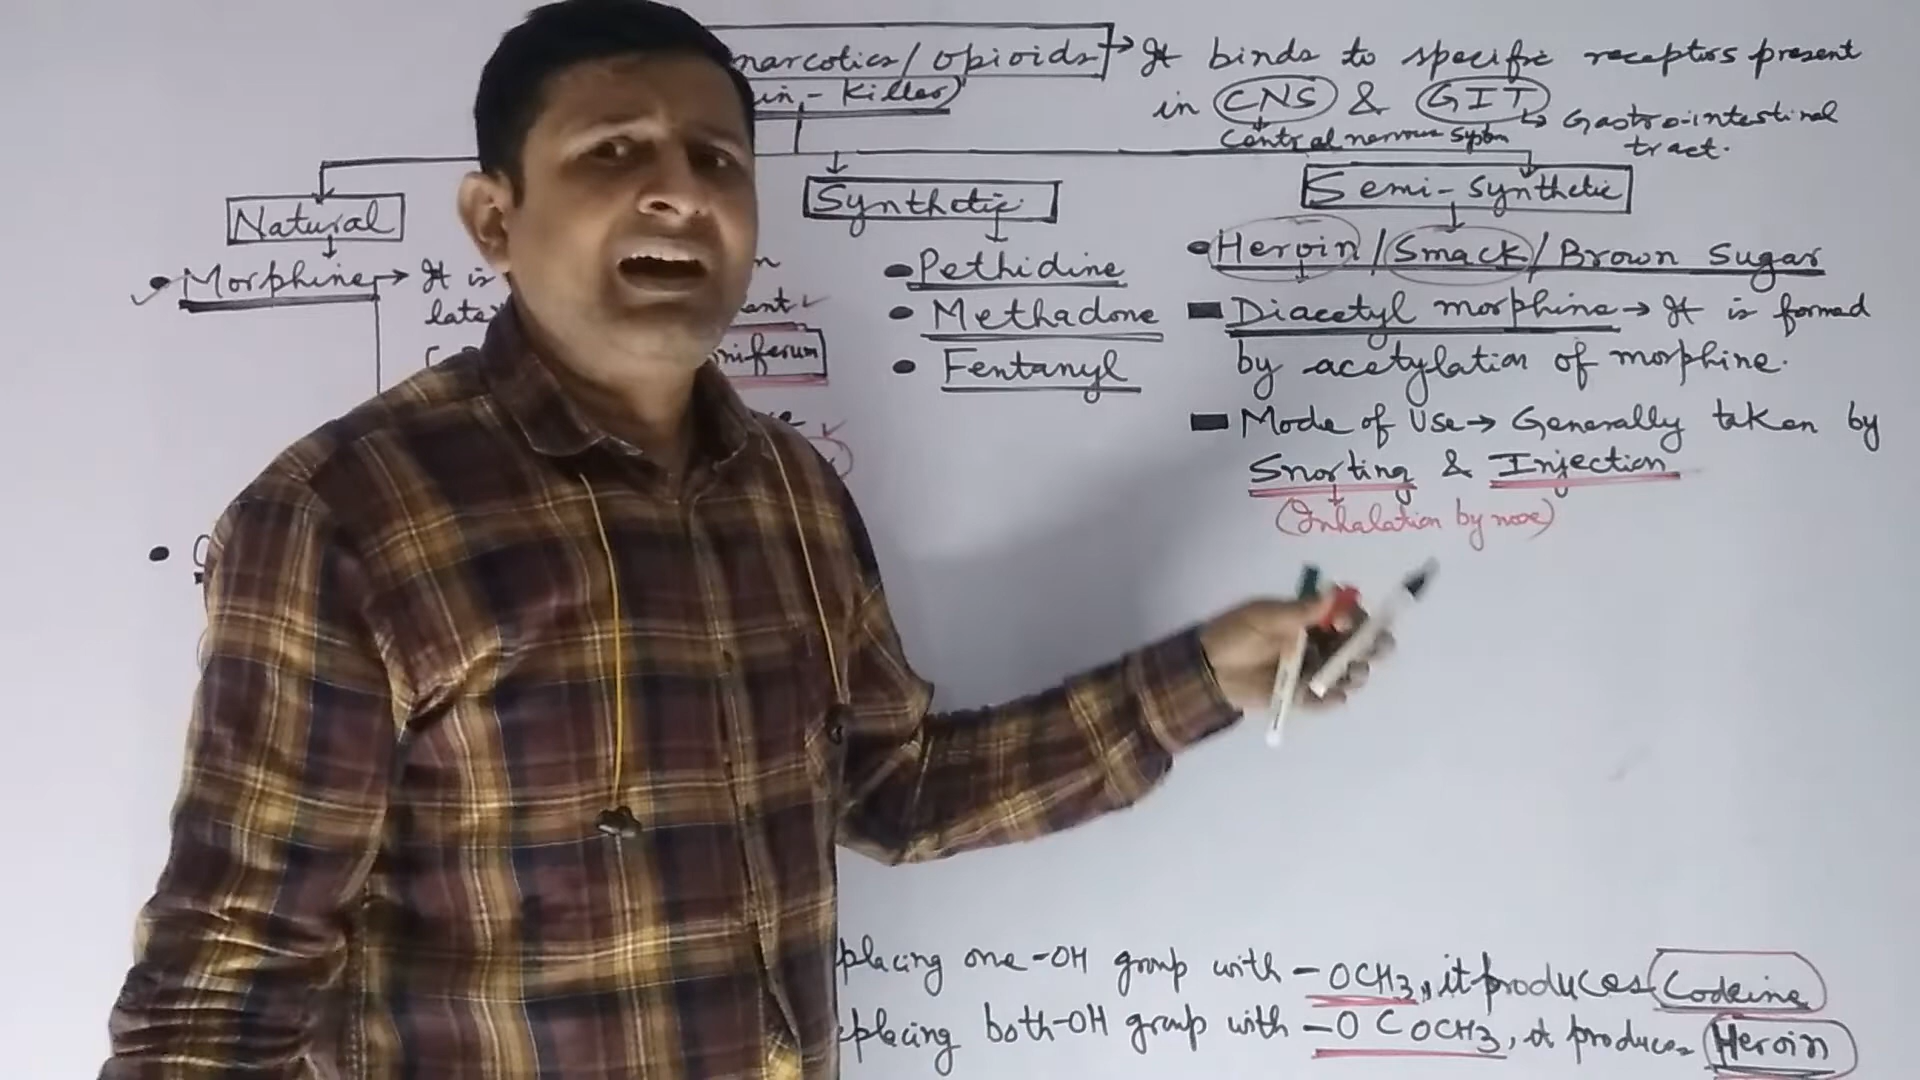 narcotics/Opioids → It binds to specific receptors present
in - Killer)
in CNS & GIT → Gastro-intestinal
Central nervous system
tract.
Natural
Synthetic
Semi-Synthetic
• Morphine → It is
late
• Pethidine
• Methadone
• Fentanyl
• Heroin/Smack/Brown Sugar
Diacetyl morphine → It is formed
by acetylation of morphine.
Mode of Use → Generally taken by
Snorting & Injection
(Inhalation by nose)
placing one -OH group with -OCH3, it produces Codeine
placing both -OH group with -OCOCH3, it produces Heroin